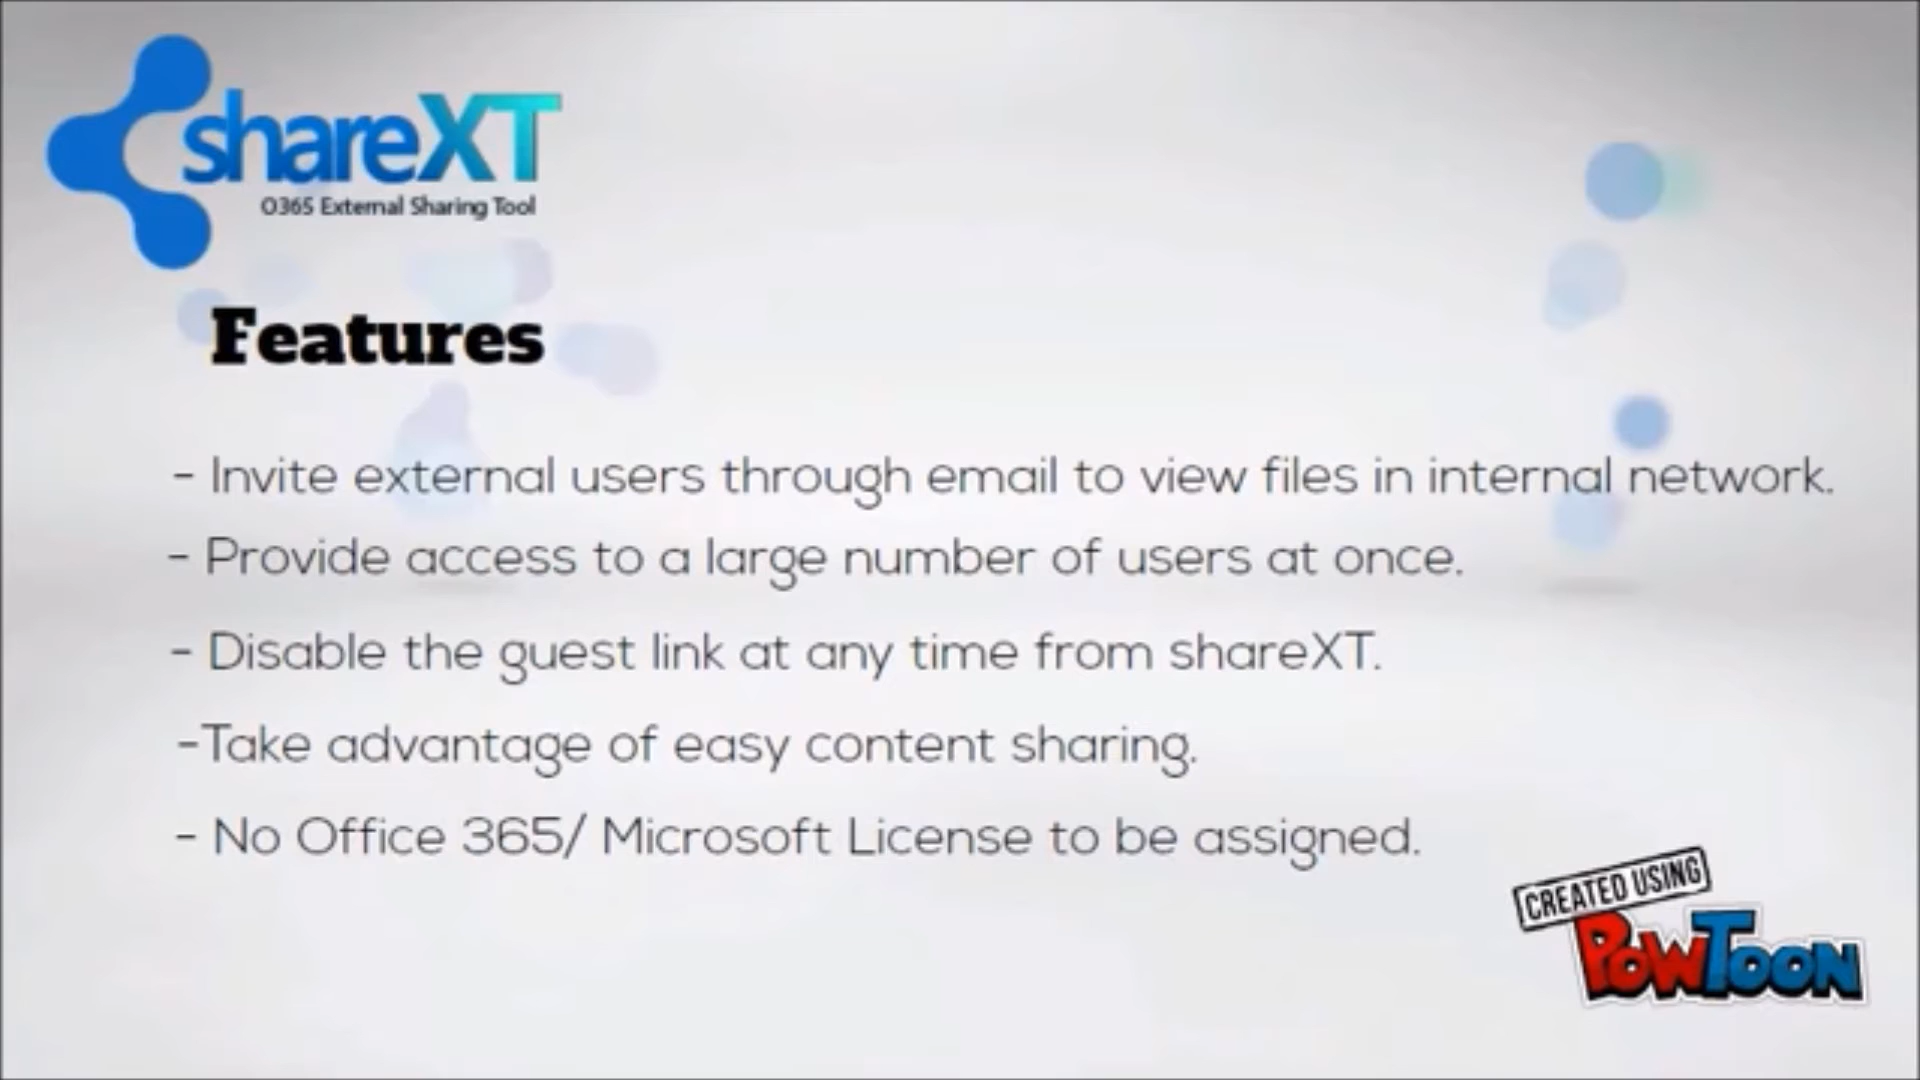 shareXT
O365 External Sharing Tool
Features
- Invite external users through email to view files in internal network.
- Provide access to a large number of users at once.
- Disable the guest link at any time from shareXT.
-Take advantage of easy content sharing.
- No Office 365/ Microsoft License to be assigned.
CREATED USING
POWTOON